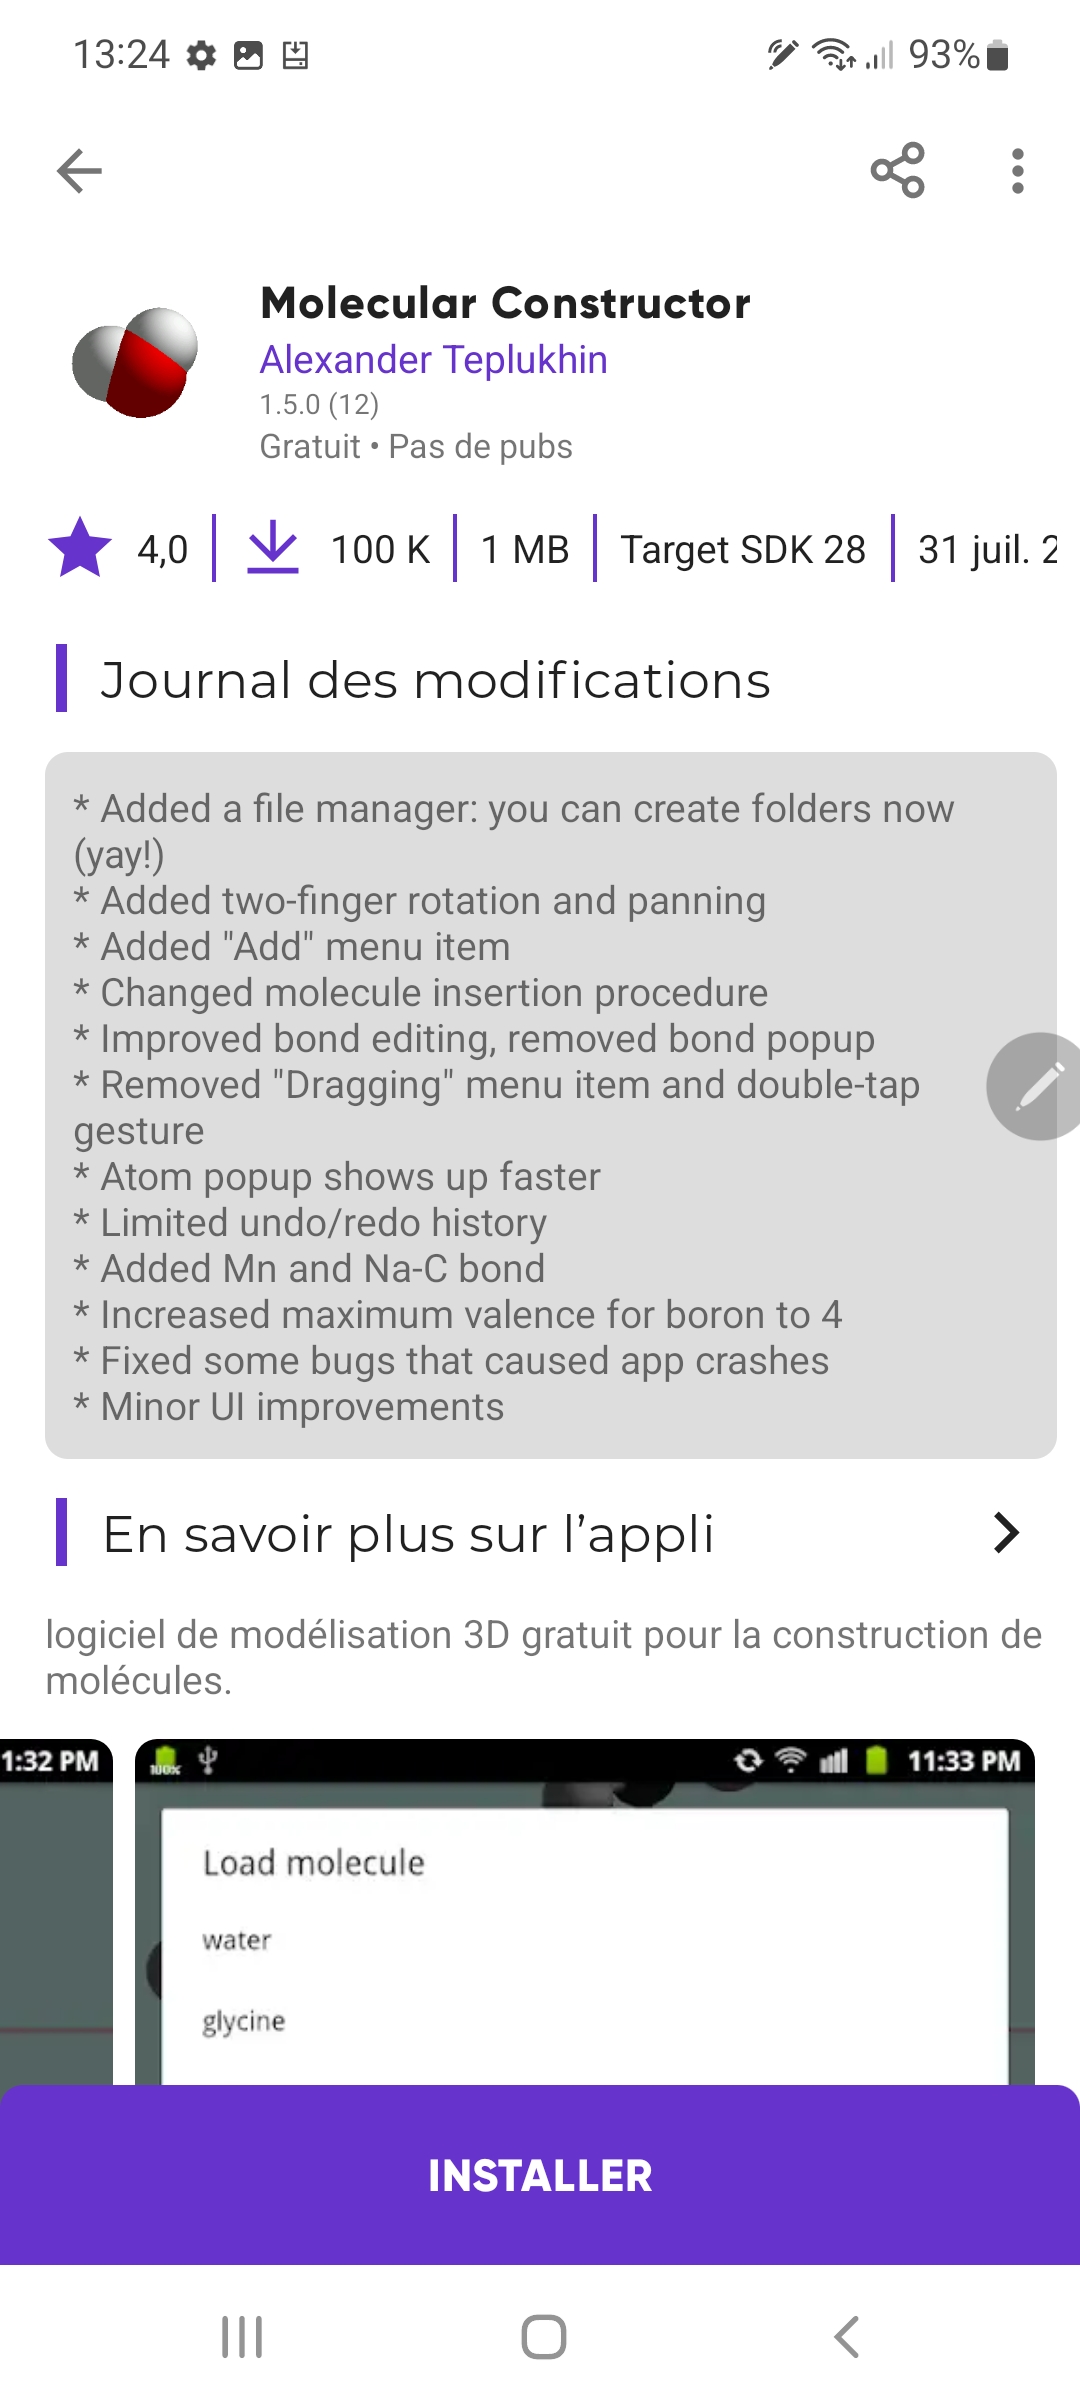 13:24
93%
Molecular Constructor
Alexander Teplukhin
1.5.0 (12)
Gratuit • Pas de pubs
4,0
100 K
1 MB
Target SDK 28
31 juil. 2
Journal des modifications
* Added a file manager: you can create folders now
(yay!)
* Added two-finger rotation and panning
* Added "Add" menu item
* Changed molecule insertion procedure
* Improved bond editing, removed bond popup
* Removed "Dragging" menu item and double-tap
gesture
* Atom popup shows up faster
* Limited undo/redo history
* Added Mn and Na-C bond
* Increased maximum valence for boron to 4
* Fixed some bugs that caused app crashes
* Minor UI improvements
En savoir plus sur l’appli
logiciel de modélisation 3D gratuit pour la construction de
molécules.
1:32 PM
100%
11:33 PM
Load molecule
water
glycine
INSTALLER